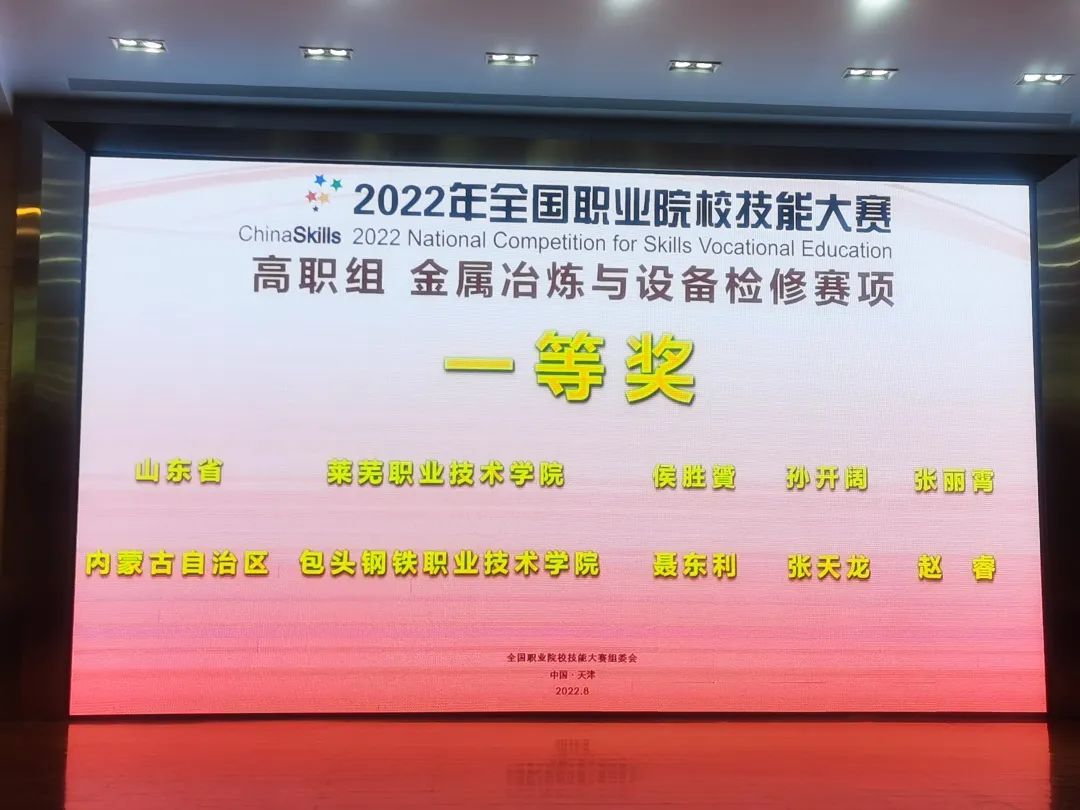 2022年全国职业院校技能大赛
ChinaSkills 2022 National Competition for Skills Vocational Education
高职组 金属冶炼与设备检修赛项
一等奖
山东省 莱芜职业技术学院 侯胜贇 孙开阔 张丽霄
内蒙古自治区 包头钢铁职业技术学院 聂东利 张天龙 赵 睿
全国职业院校技能大赛组委会
中国·天津
2022.8